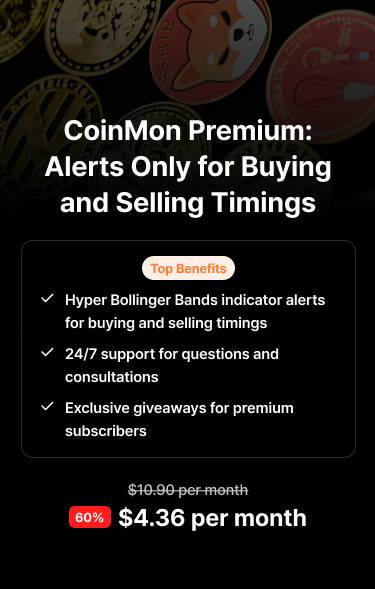 SHIB
CoinMon Premium:
Alerts Only for Buying
and Selling Timings
Top Benefits
Hyper Bollinger Bands indicator alerts
for buying and selling timings
24/7 support for questions and
consultations
Exclusive giveaways for premium
subscribers
$10.90 per month
60% $4.36 per month